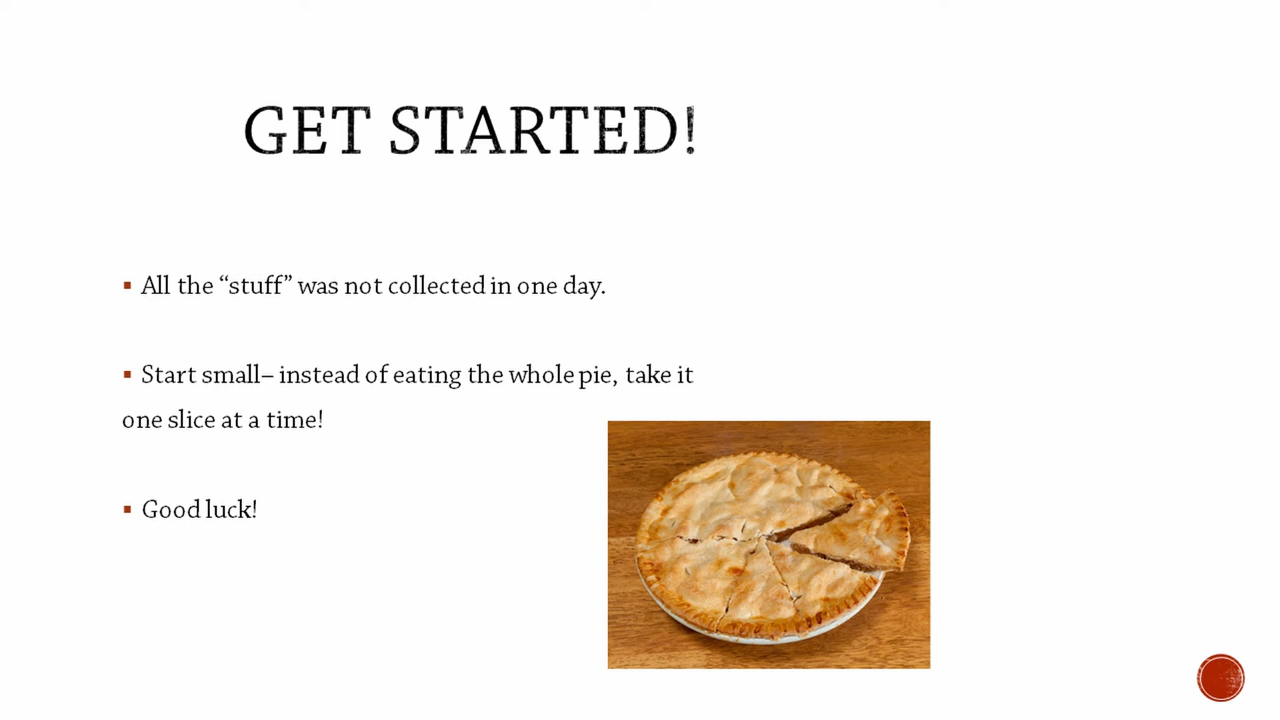 GET STARTED!
▪ All the “stuff” was not collected in one day.
▪ Start small– instead of eating the whole pie, take it
one slice at a time!
▪ Good luck!